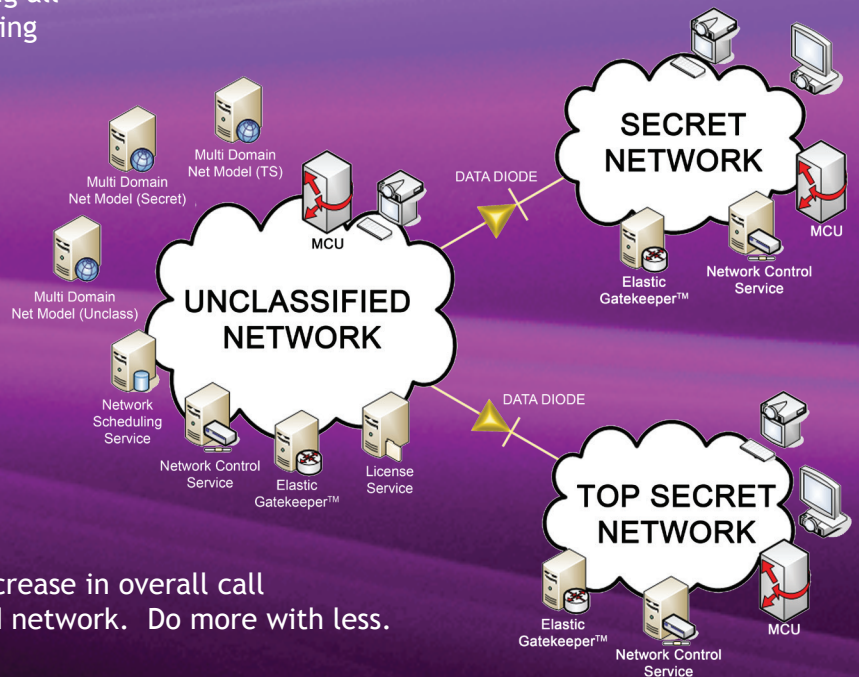 ing
SECRET
NETWORK
Multi Domain
Net Model (TS)
Multi Domain
Net Model (Secret)
DATA DIODE
MCU
MCU
Elastic
Gatekeeper™
Network Control
Service
Multi Domain
Net Model (Unclass)
UNCLASSIFIED
NETWORK
Network
Scheduling
Service
DATA DIODE
Network Control
Service
Elastic
Gatekeeper™
License
Service
TOP SECRET
NETWORK
Elastic
Gatekeeper™
Network Control
Service
MCU
crease in overall call
network. Do more with less.